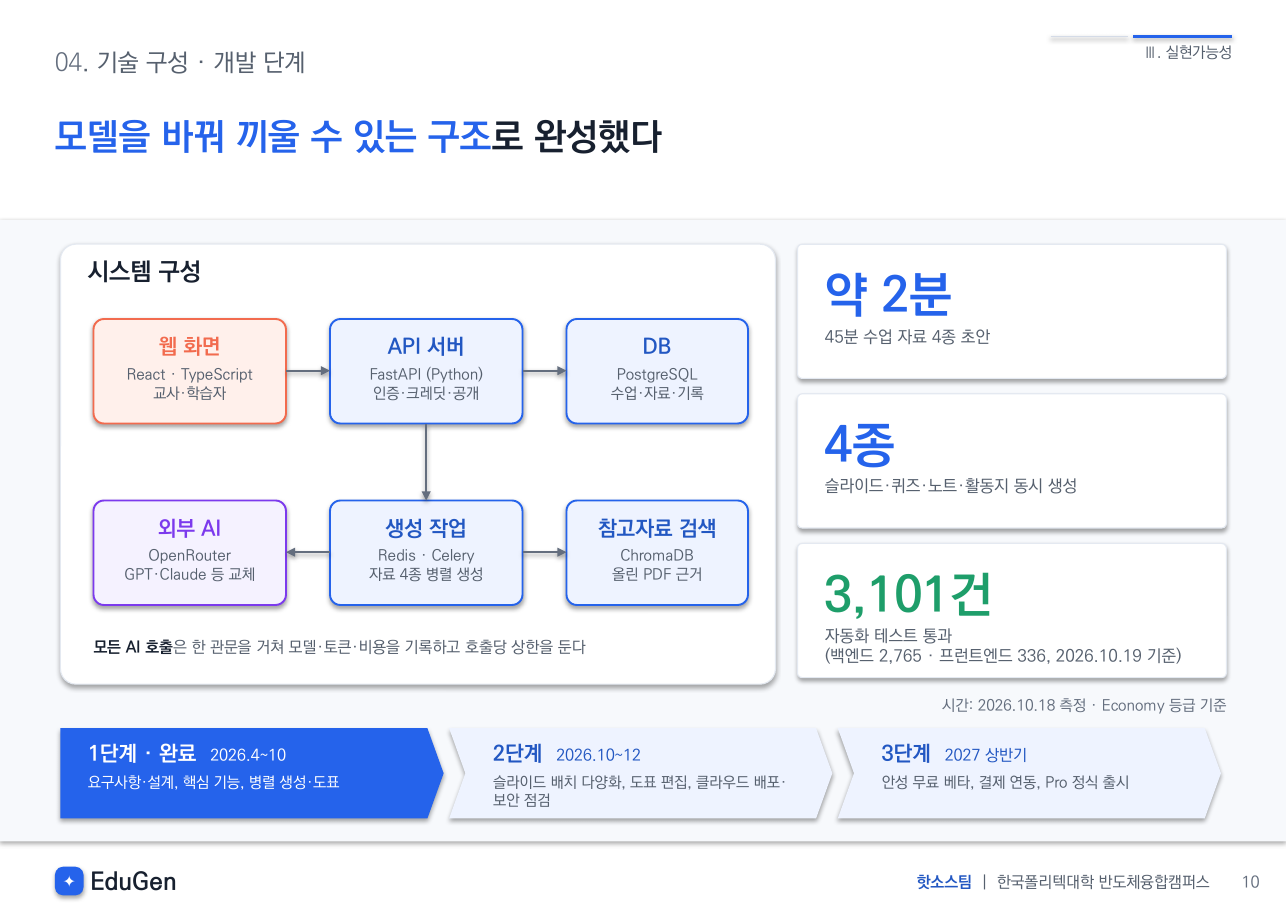 04. 기술 구성 · 개발 단계
Ⅲ. 실현가능성
모델을 바꿔 끼울 수 있는 구조로 완성했다
시스템 구성
웹 화면
React · TypeScript
교사·학습자
API 서버
FastAPI (Python)
인증·크레딧·공개
DB
PostgreSQL
수업·자료·기록
외부 AI
OpenRouter
GPT·Claude 등 교체
생성 작업
Redis · Celery
자료 4종 병렬 생성
참고자료 검색
ChromaDB
올린 PDF 근거
모든 AI 호출은 한 관문을 거쳐 모델·토큰·비용을 기록하고 호출당 상한을 둔다
약 2분
45분 수업 자료 4종 초안
4종
슬라이드·퀴즈·노트·활동지 동시 생성
3,101건
자동화 테스트 통과
(백엔드 2,765 · 프런트엔드 336, 2026.10.19 기준)
시간: 2026.10.18 측정 · Economy 등급 기준
1단계 · 완료 2026.4~10
요구사항·설계, 핵심 기능, 병렬 생성·도표
2단계 2026.10~12
슬라이드 배치 다양화, 도표 편집, 클라우드 배포·
보안 점검
3단계 2027 상반기
안성 무료 베타, 결제 연동, Pro 정식 출시
EduGen
핫소스팀 | 한국폴리텍대학 반도체융합캠퍼스 10